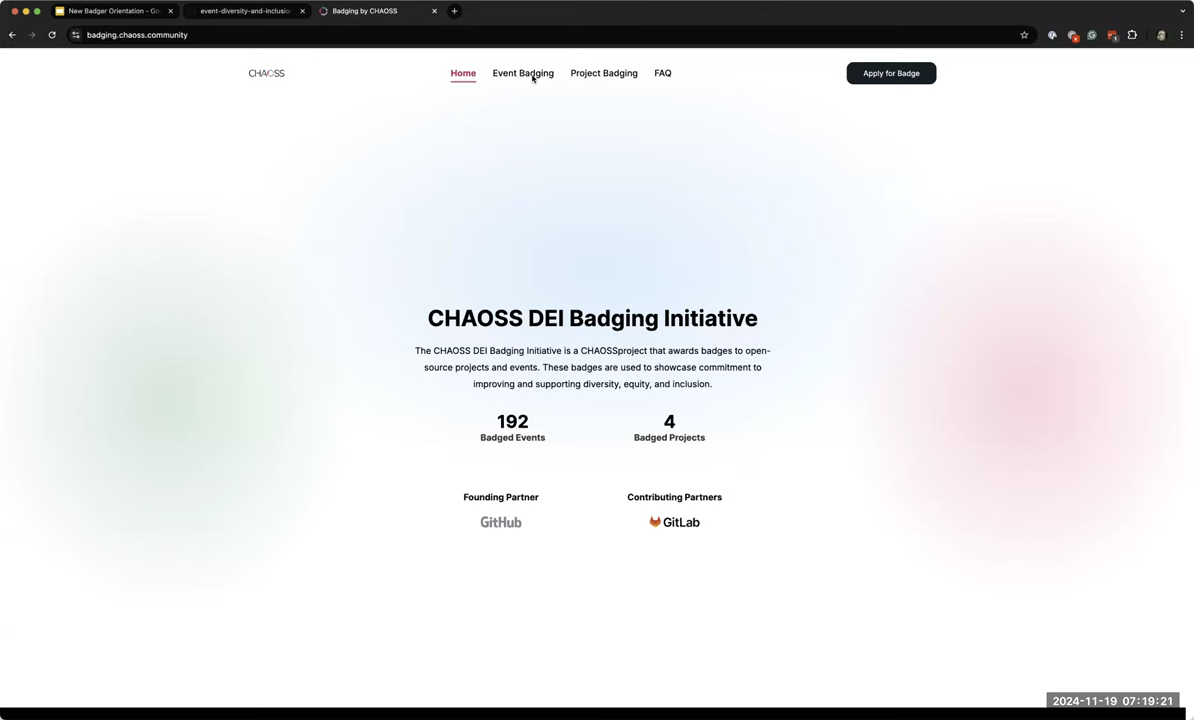 New Badger Orientation - Go
event-diversity-and-inclusion
Badging by CHAOSS
badging.chaoss.community
CHAOSS
Home
Event Badging
Project Badging
FAQ
Apply for Badge
CHAOSS DEI Badging Initiative
The CHAOSS DEI Badging Initiative is a CHAOSSproject that awards badges to open-
source projects and events. These badges are used to showcase commitment to
improving and supporting diversity, equity, and inclusion.
192
Badged Events
4
Badged Projects
Founding Partner
GitHub
Contributing Partners
GitLab
2024-11-19 07:19:21